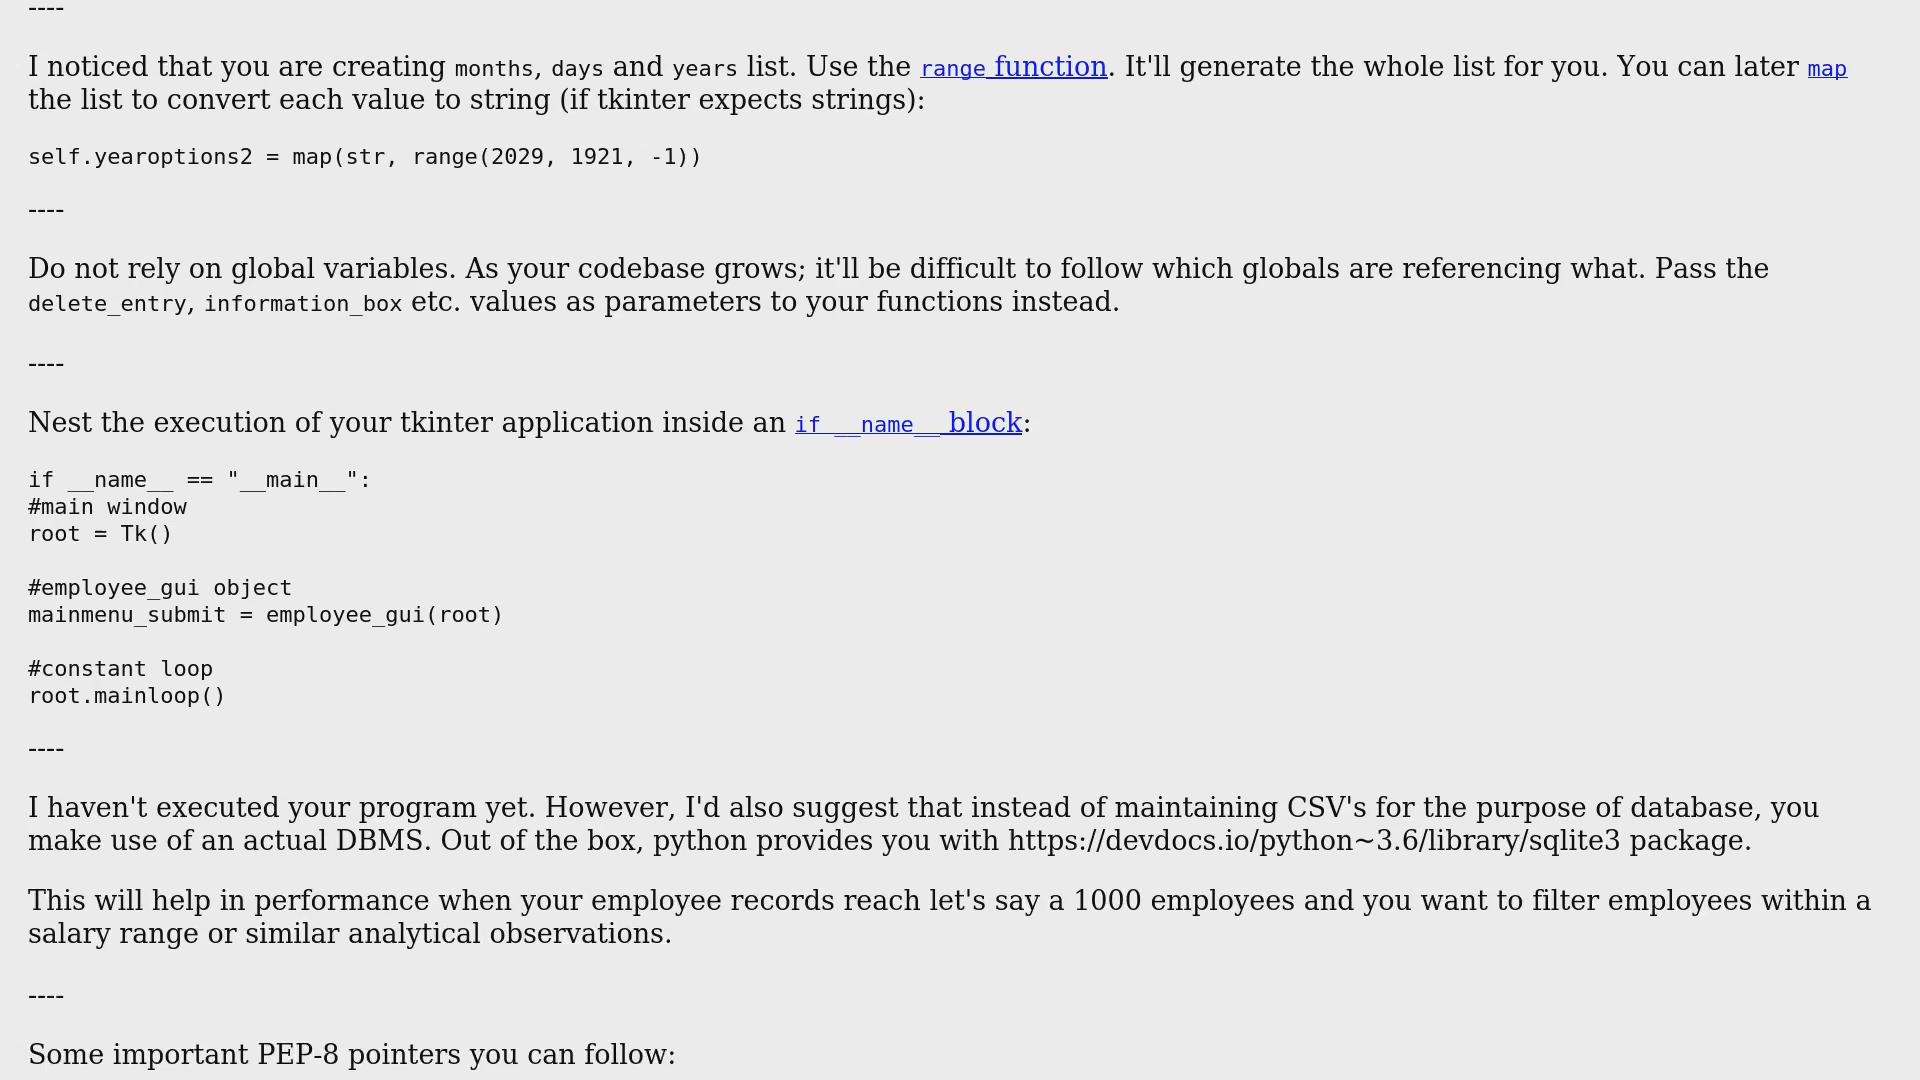 ----
I noticed that you are creating months, days and years list. Use the range function. It'll generate the whole list for you. You can later map
the list to convert each value to string (if tkinter expects strings):
self.yearoptions2 = map(str, range(2029, 1921, -1))
----
Do not rely on global variables. As your codebase grows; it'll be difficult to follow which globals are referencing what. Pass the
delete_entry, information_box etc. values as parameters to your functions instead.
----
Nest the execution of your tkinter application inside an if __name__ block:
if __name__ == "__main__":
#main window
root = Tk()
#employee_gui object
mainmenu_submit = employee_gui(root)
#constant loop
root.mainloop()
----
I haven't executed your program yet. However, I'd also suggest that instead of maintaining CSV's for the purpose of database, you
make use of an actual DBMS. Out of the box, python provides you with https://devdocs.io/python~3.6/library/sqlite3 package.
This will help in performance when your employee records reach let's say a 1000 employees and you want to filter employees within a
salary range or similar analytical observations.
----
Some important PEP-8 pointers you can follow: